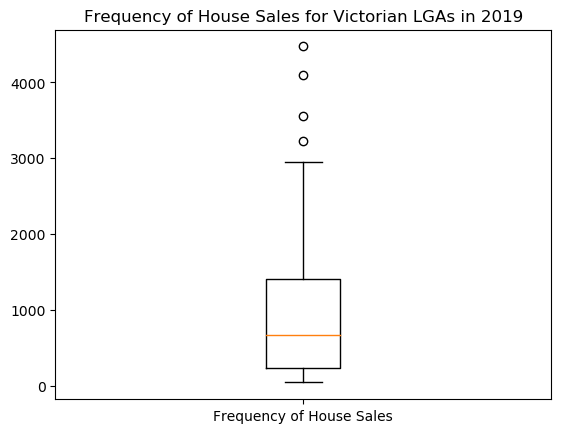 Frequency of House Sales for Victorian LGAs in 2019
4000
3000
2000
1000
0
Frequency of House Sales